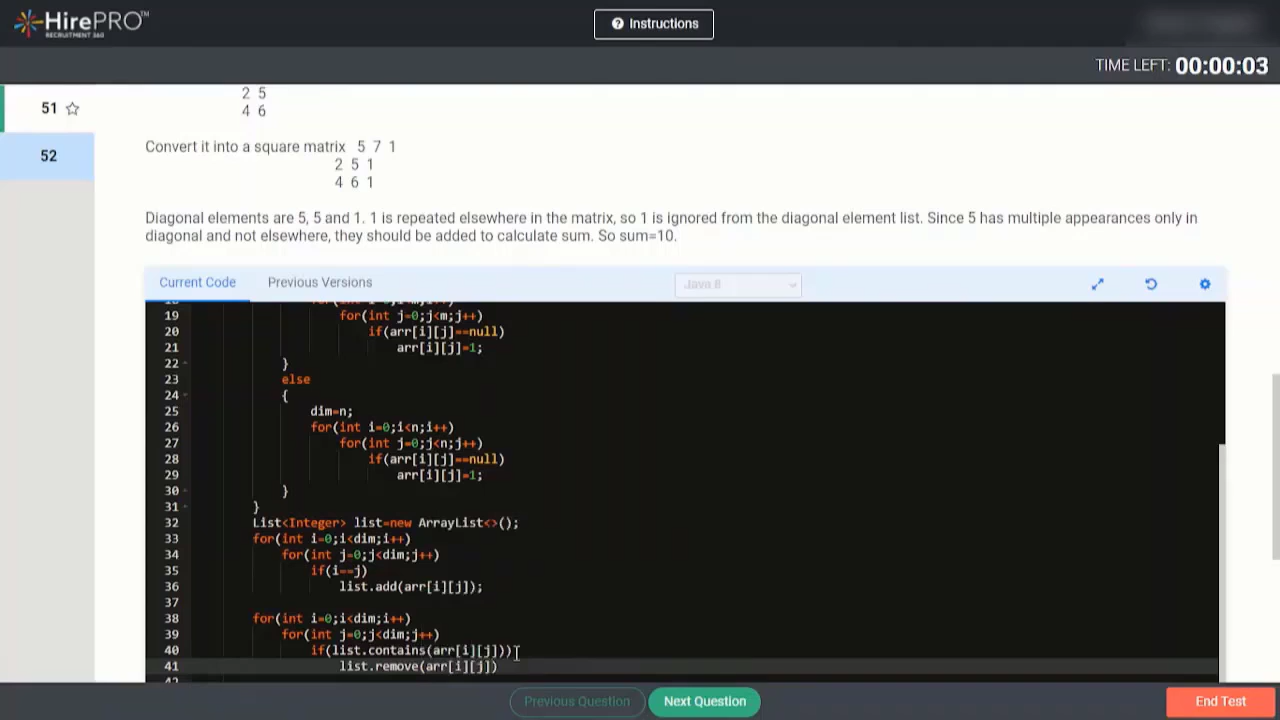 HirePRO™
RECRUITMENT 360
Instructions
TIME LEFT: 00:00:03
51
52
2 5
4 6
Convert it into a square matrix 5 7 1
2 5 1
4 6 1
Diagonal elements are 5, 5 and 1. 1 is repeated elsewhere in the matrix, so 1 is ignored from the diagonal element list. Since 5 has multiple appearances only in
diagonal and not elsewhere, they should be added to calculate sum. So sum=10.
Current Code
Previous Versions
Java 8
19 for(int j=0;j<m;j++)
20 if(arr[i][j]==null)
21 arr[i][j]=1;
22 }
23 else
24 {
25 dim=n;
26 for(int i=0;i<n;i++)
27 for(int j=0;j<n;j++)
28 if(arr[i][j]==null)
29 arr[i][j]=1;
30 }
31 }
32 List<Integer> list=new ArrayList<>();
33 for(int i=0;i<dim;i++)
34 for(int j=0;j<dim;j++)
35 if(i==j)
36 list.add(arr[i][j]);
37
38 for(int i=0;i<dim;i++)
39 for(int j=0;j<dim;j++)
40 if(list.contains(arr[i][j]))
41 list.remove(arr[i][j])
Previous Question
Next Question
End Test